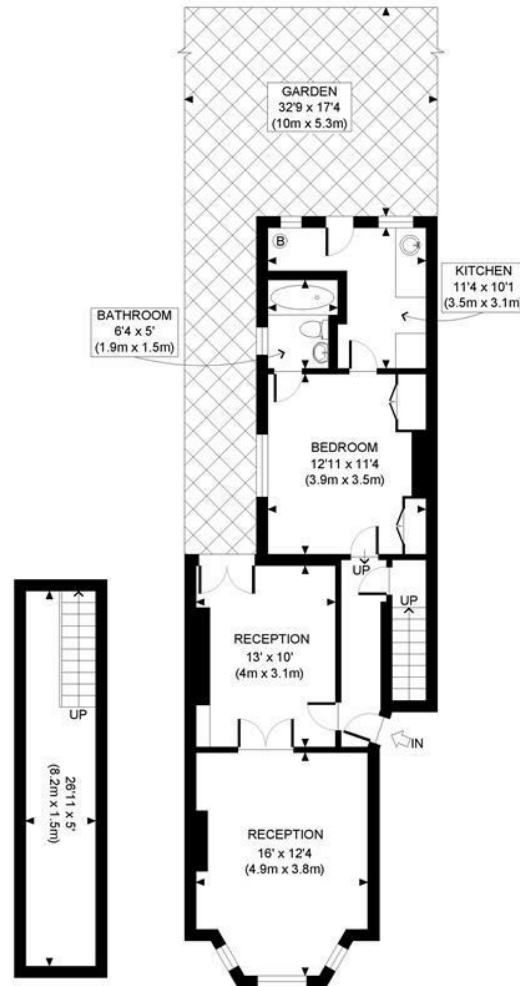 GARDEN
32'9 x 17'4
(10m x 5.3m)
B
KITCHEN
11'4 x 10'1
(3.5m x 3.1m)
BATHROOM
6'4 x 5'
(1.9m x 1.5m)
BEDROOM
12'11 x 11'4
(3.9m x 3.5m)
UP
UP
RECEPTION
13' x 10'
(4m x 3.1m)
IN
UP
26'11 x 5'
(8.2m x 1.5m)
RECEPTION
16' x 12'4
(4.9m x 3.8m)